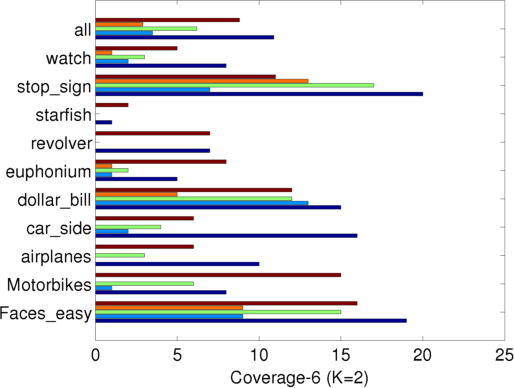 all
watch
stop_sign
starfish
revolver
euphonium
dollar_bill
car_side
airplanes
Motorbikes
Faces_easy
0 5 10 15 20 25
Coverage-6 (K=2)